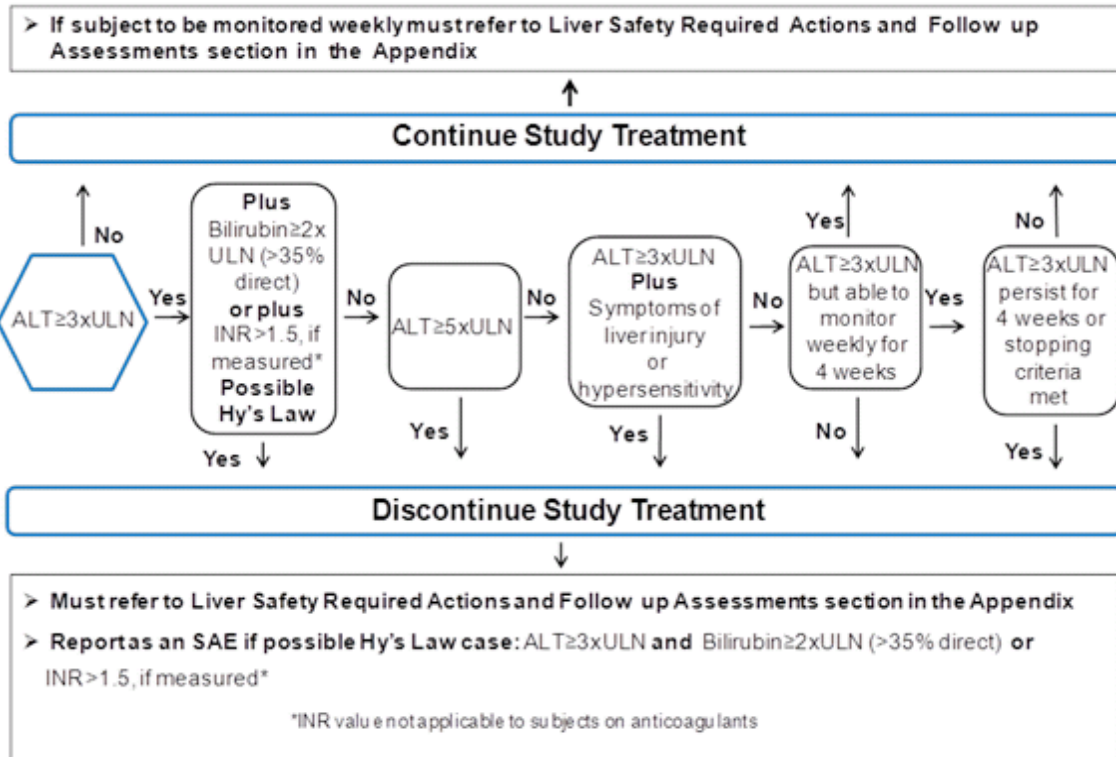 ➢ If subject to be monitored weekly must refer to Liver Safety Required Actions and Follow up
Assessments section in the Appendix
Continue Study Treatment
No
ALT≥3xULN
Yes
Plus
Bilirubin≥2x
ULN (>35%
direct)
or plus
INR>1.5, if
measured*
Possible
Hy's Law
Yes
No
ALT≥5xULN
Yes
No
ALT≥3xULN
Plus
Symptoms of
liver injury
or
hypersensitivity
Yes
No
Yes
ALT≥3xULN
but able to
monitor
weekly for
4 weeks
No
Yes
No
ALT≥3xULN
persist for
4 weeks or
stopping
criteria
met
Yes
Discontinue Study Treatment
➢ Must refer to Liver Safety Required Actions and Follow up Assessments section in the Appendix
➢ Report as an SAE if possible Hy's Law case: ALT≥3xULN and Bilirubin≥2xULN (>35% direct) or
INR>1.5, if measured*
*INR value not applicable to subjects on anticoagulants